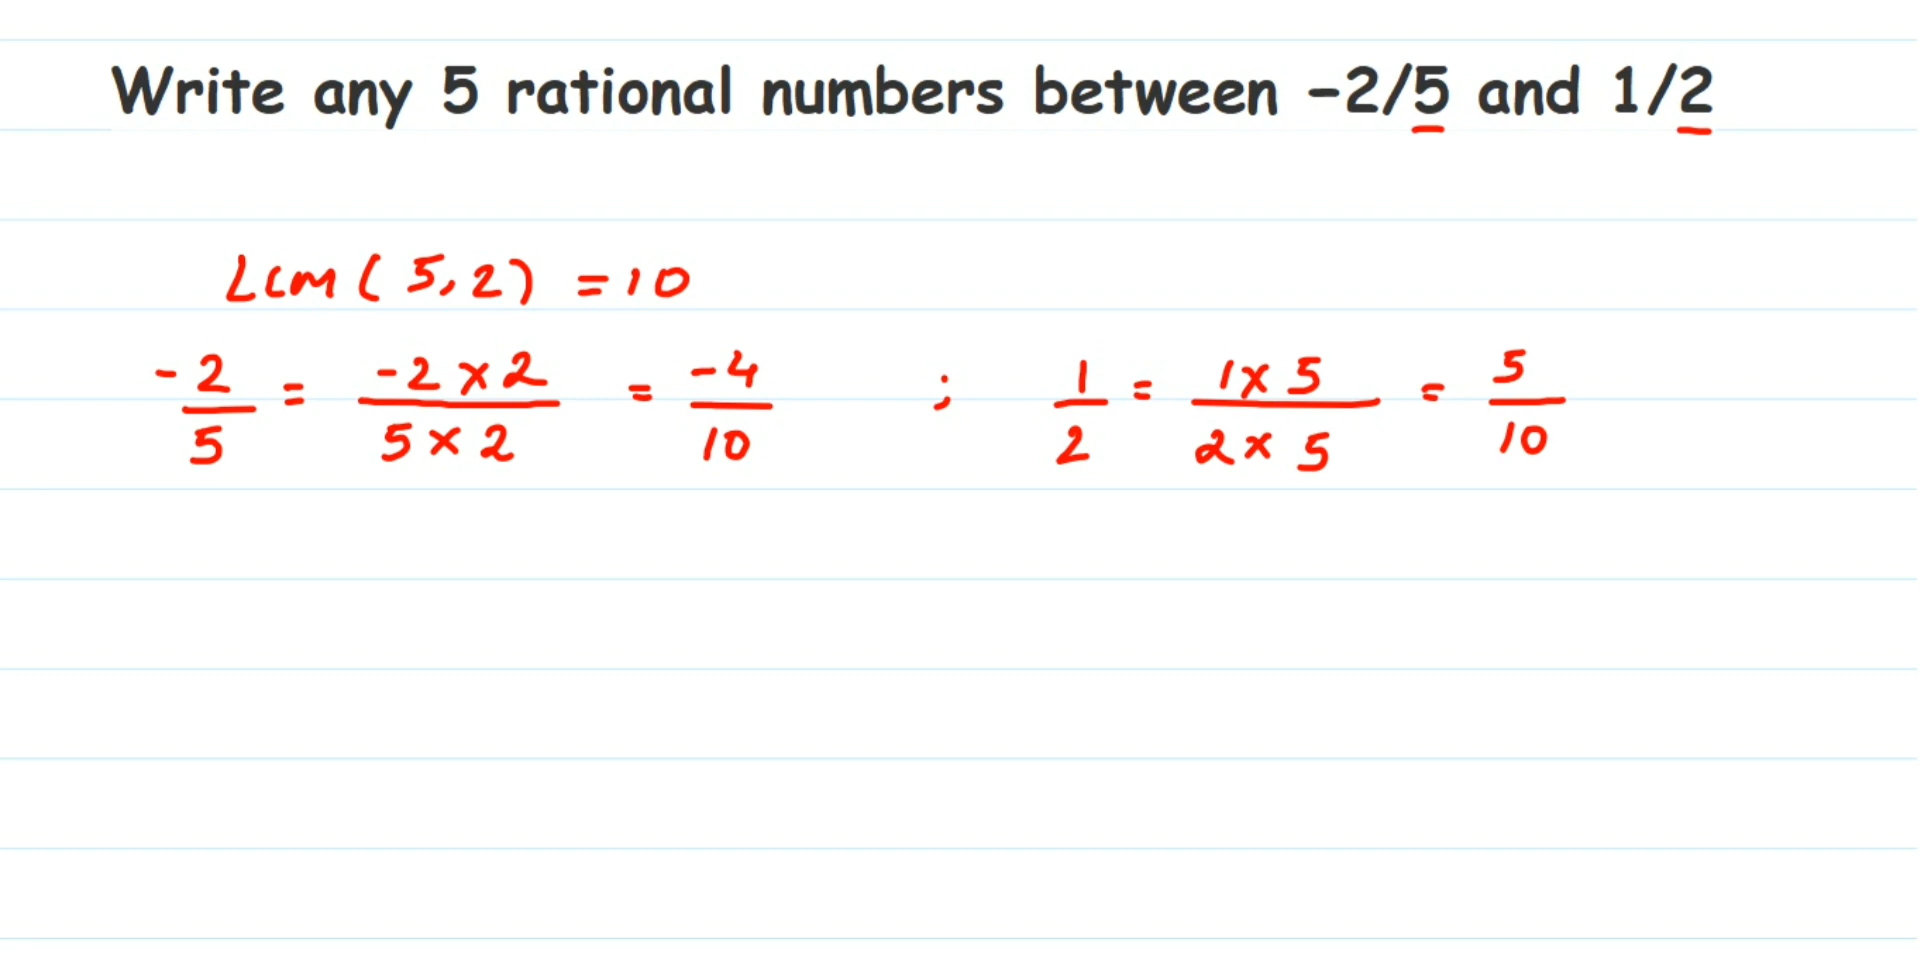 Write any 5 rational numbers between -2/5 and 1/2
LCM ( 5,2) = 10
-2/5 = -2 × 2/5 × 2 = -4/10 ; 1/2 = 1 × 5/2 × 5 = 5/10